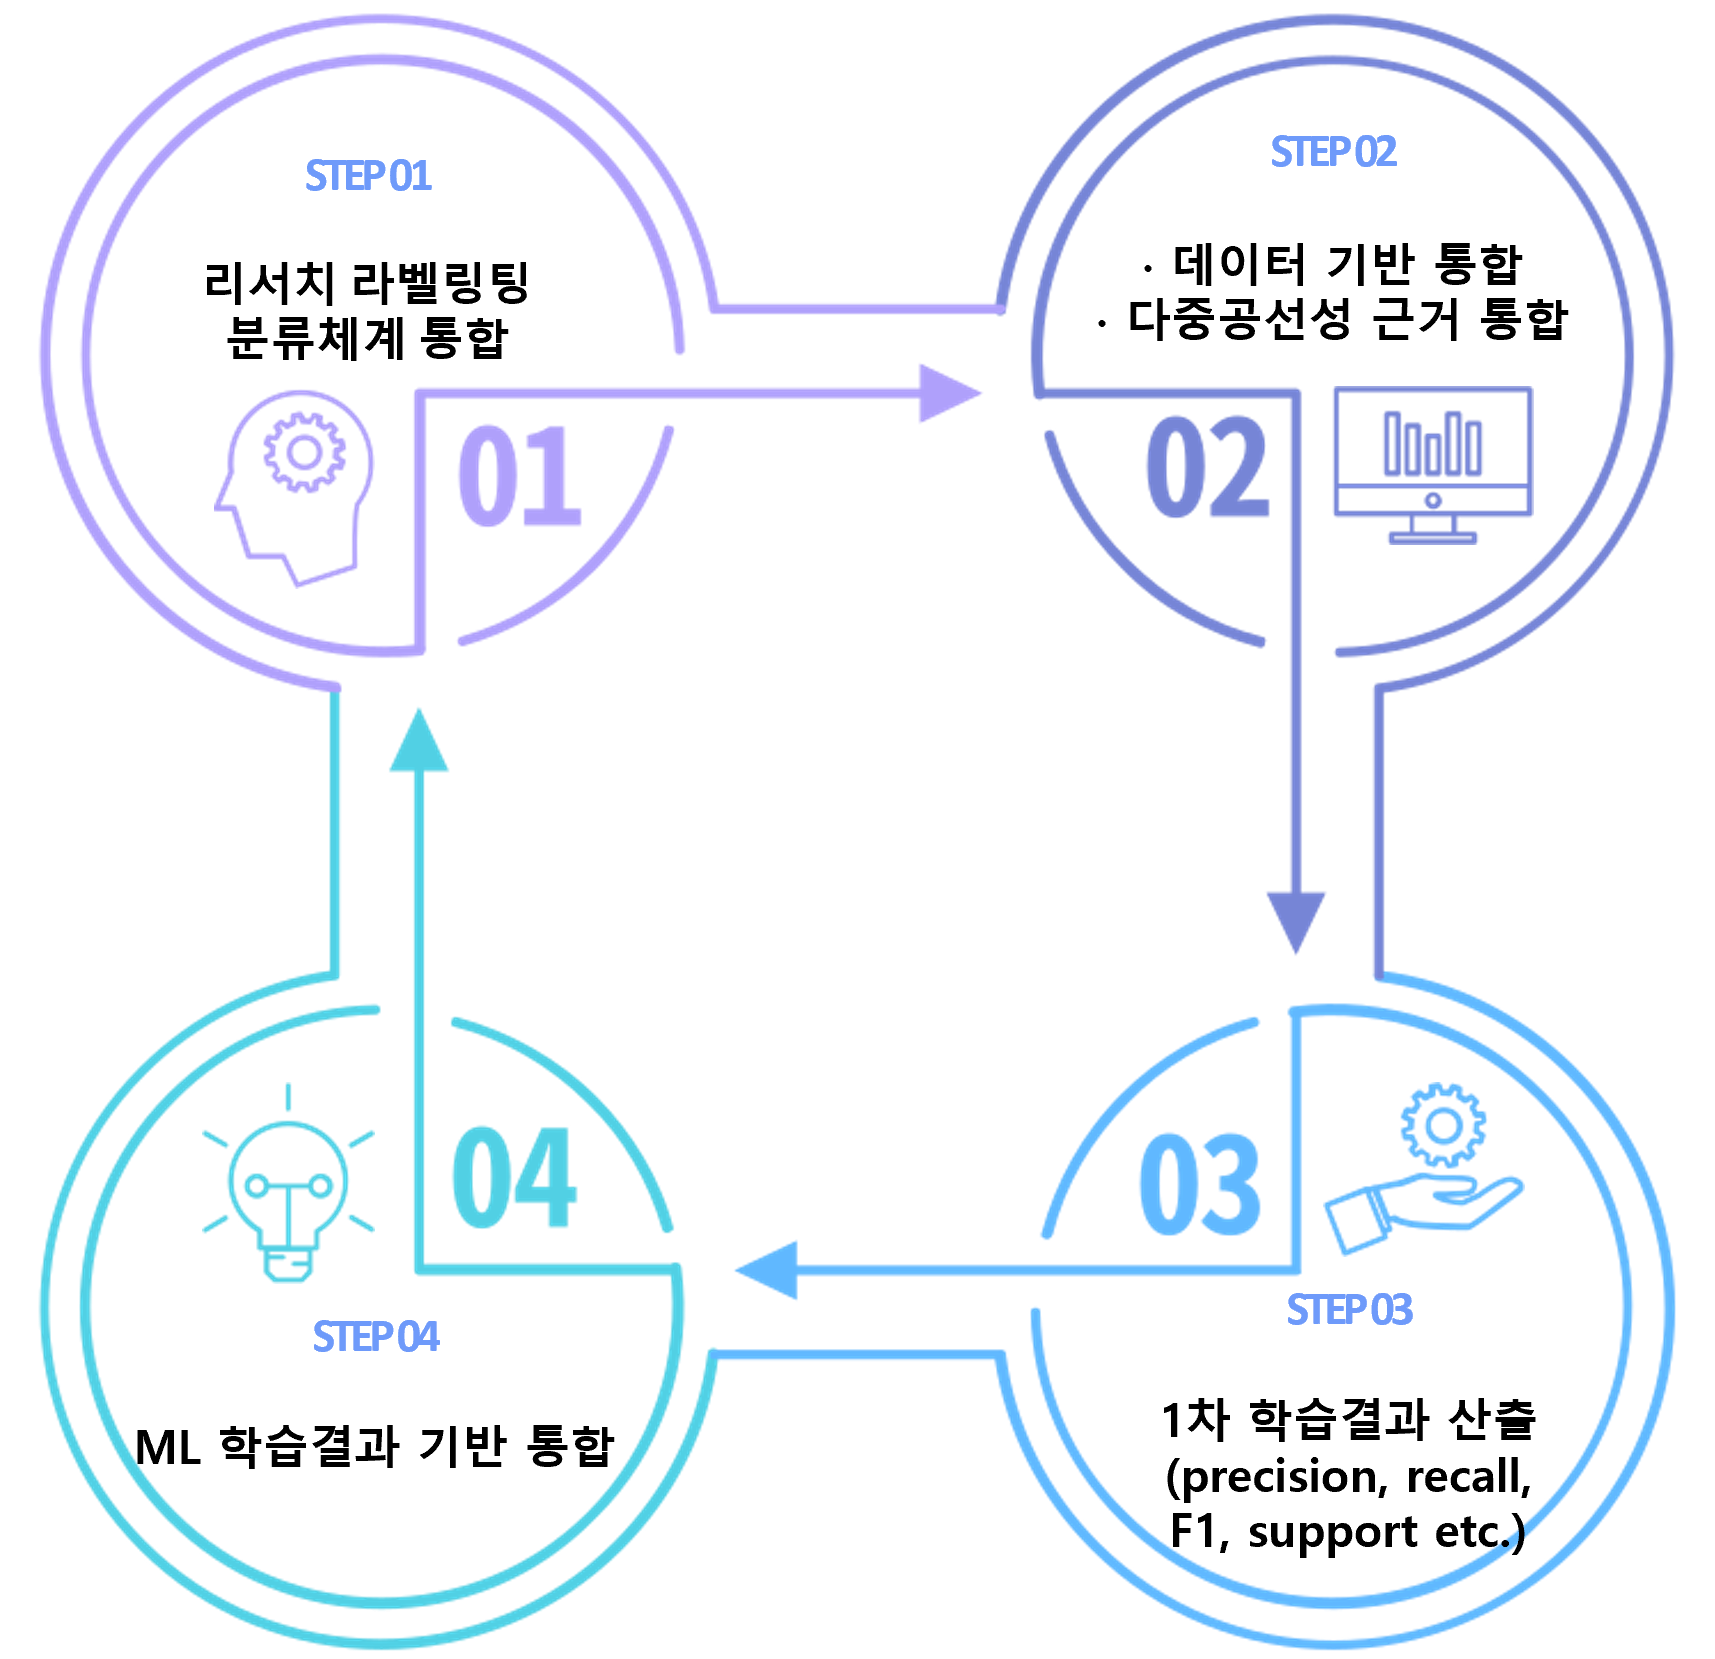 STEP 01
리서치 라벨링팅
분류체계 통합
01
STEP 02
· 데이터 기반 통합
· 다중공선성 근거 통합
02
03
STEP 03
1차 학습결과 산출
(precision, recall,
F1, support etc.)
04
STEP 04
ML 학습결과 기반 통합